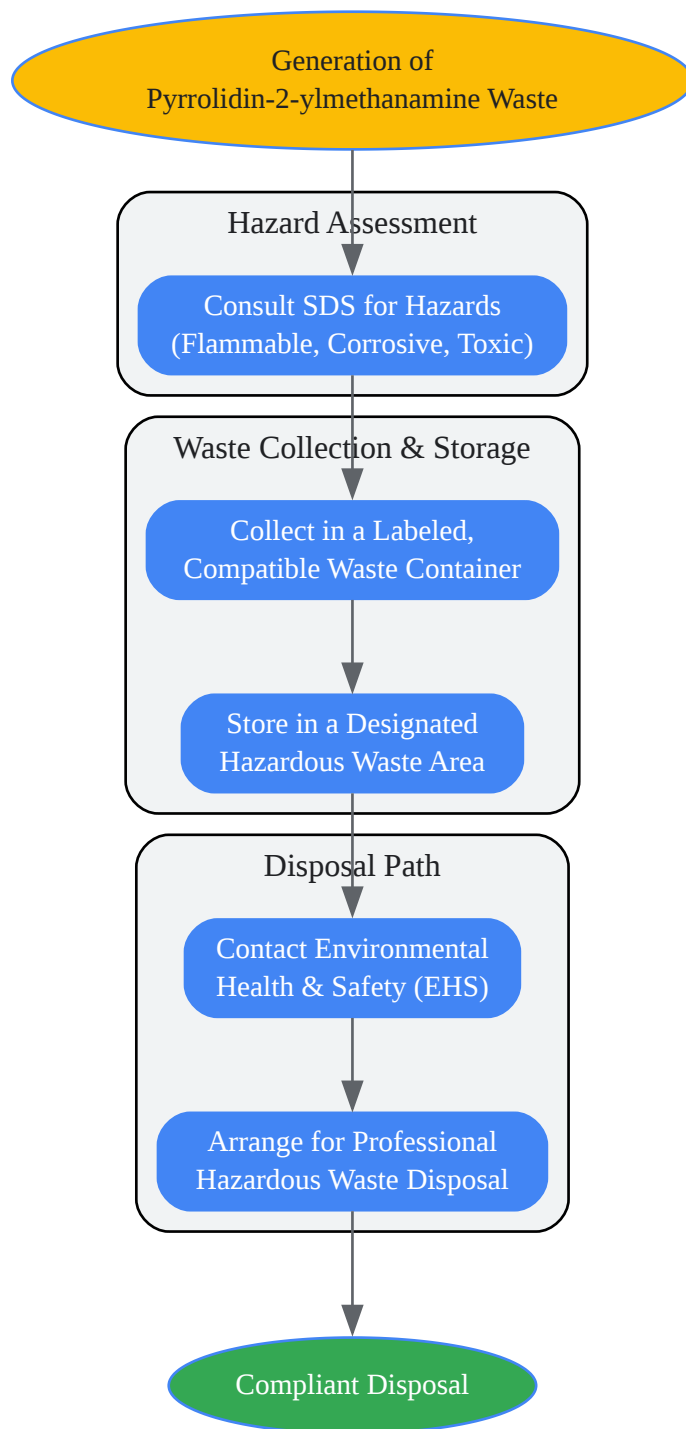 Generation of
Pyrrolidin-2-ylmethanamine Waste
Hazard Assessment
Consult SDS for Hazards
(Flammable, Corrosive, Toxic)
Waste Collection & Storage
Collect in a Labeled,
Compatible Waste Container
Store in a Designated
Hazardous Waste Area
Disposal Path
Contact Environmental
Health & Safety (EHS)
Arrange for Professional
Hazardous Waste Disposal
Compliant Disposal